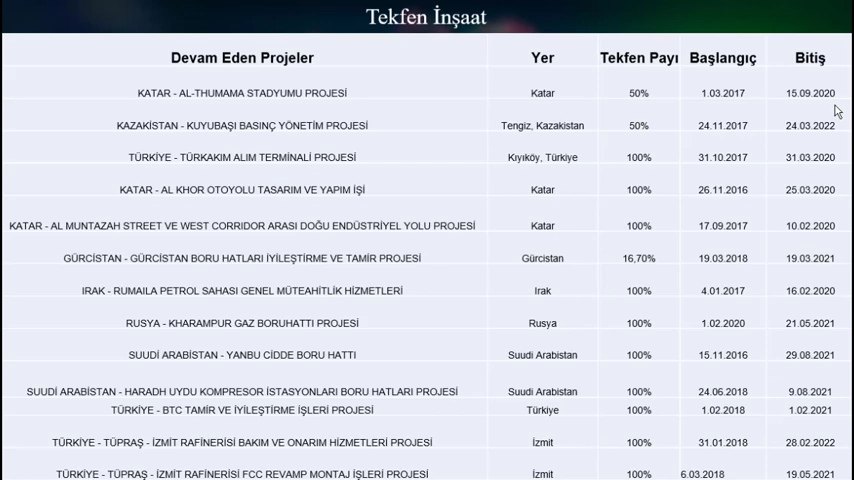 Tekfen İnşaat
Devam Eden Projeler Yer Tekfen Payı Başlangıç Bitiş
KATAR - AL-THUMAMA STADYUMU PROJESİ Katar 50% 1.03.2017 15.09.2020
KAZAKİSTAN - KUYUBAŞI BASINÇ YÖNETİM PROJESİ Tengiz, Kazakistan 50% 24.11.2017 24.03.2022
TÜRKİYE - TÜRKAKIM ALIM TERMİNALİ PROJESİ Kıyıköy, Türkiye 100% 31.10.2017 31.03.2020
KATAR - AL KHOR OTOYOLU TASARIM VE YAPIM İŞİ Katar 100% 26.11.2016 25.03.2020
KATAR - AL MUNTAZAH STREET VE WEST CORRIDOR ARASI DOĞU ENDÜSTRİYEL YOLU PROJESİ Katar 100% 17.09.2017 10.02.2020
GÜRCİSTAN - GÜRCİSTAN BORU HATLARI İYİLEŞTİRME VE TAMİR PROJESİ Gürcistan 16,70% 19.03.2018 19.03.2021
IRAK - RUMAILA PETROL SAHASI GENEL MÜTEAHİTLİK HİZMETLERİ Irak 100% 4.01.2017 16.02.2020
RUSYA - KHARAMPUR GAZ BORUHATTI PROJESİ Rusya 100% 1.02.2020 21.05.2021
SUUDİ ARABİSTAN - YANBU CİDDE BORU HATTI Suudi Arabistan 100% 15.11.2016 29.08.2021
SUUDİ ARABİSTAN - HARADH UYDU KOMPRESOR İSTASYONLARI BORU HATLARI PROJESİ Suudi Arabistan 100% 24.06.2018 9.08.2021
TÜRKİYE - BTC TAMİR VE İYİLEŞTİRME İŞLERİ PROJESİ Türkiye 100% 1.02.2018 1.02.2021
TÜRKİYE - TÜPRAŞ - İZMİT RAFİNERİSİ BAKIM VE ONARIM HİZMETLERİ PROJESİ İzmit 100% 31.01.2018 28.02.2022
TÜRKİYE - TÜPRAŞ - İZMİT RAFİNERİSİ FCC REVAMP MONTAJ İŞLERİ PROJESİ İzmit 100% 6.03.2018 19.05.2021